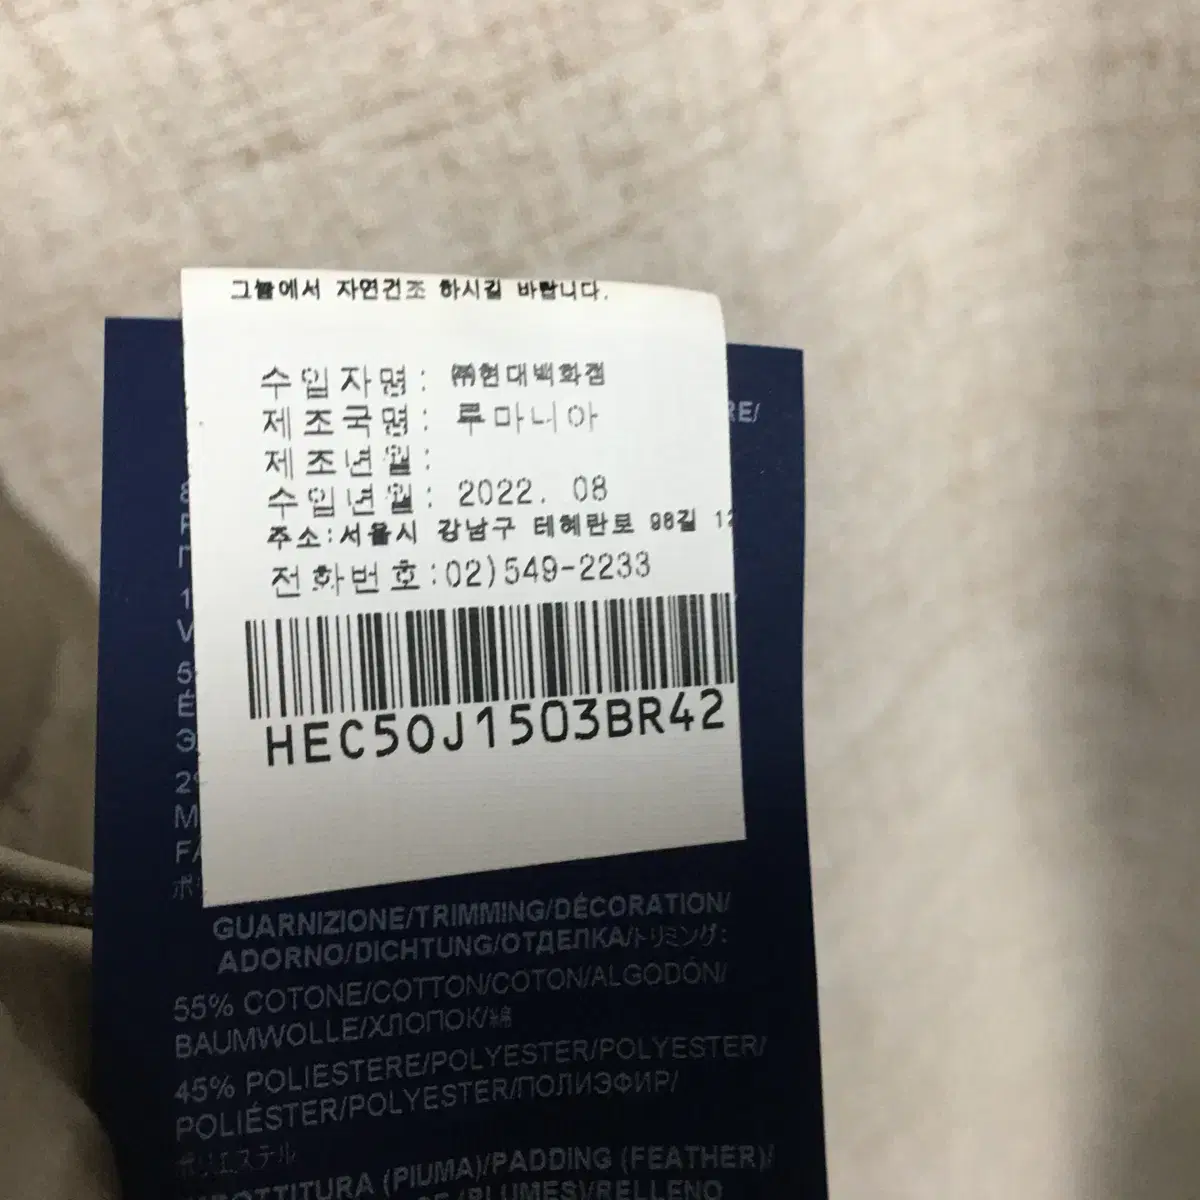 그늘에서 자연건조 하시길 바랍니다.
수입자명: ㈜현대백화점
제조국명: 루마니아
제조년월:
수입년월: 2022. 08
주소:서울시 강남구 테헤란로 98길 12
전화번호:02)549-2233
HEC50J1503BR42
RE/
GUARNIZIONE/TRIMMING/DÉCORATION/
ADORNO/DICHTUNG/ОТДЕЛКА/トリミング:
55% COTONE/COTTON/COTON/ALGODÓN/
BAUMWOLLE/ХЛОПОК/綿
45% POLIESTERE/POLYESTER/POLYESTER/
POLIÉSTER/POLYESTER/ПОЛИЭФИР/
ポリエステル
(PIUMA)/PADDING (FEATHER)/
/RELLENO